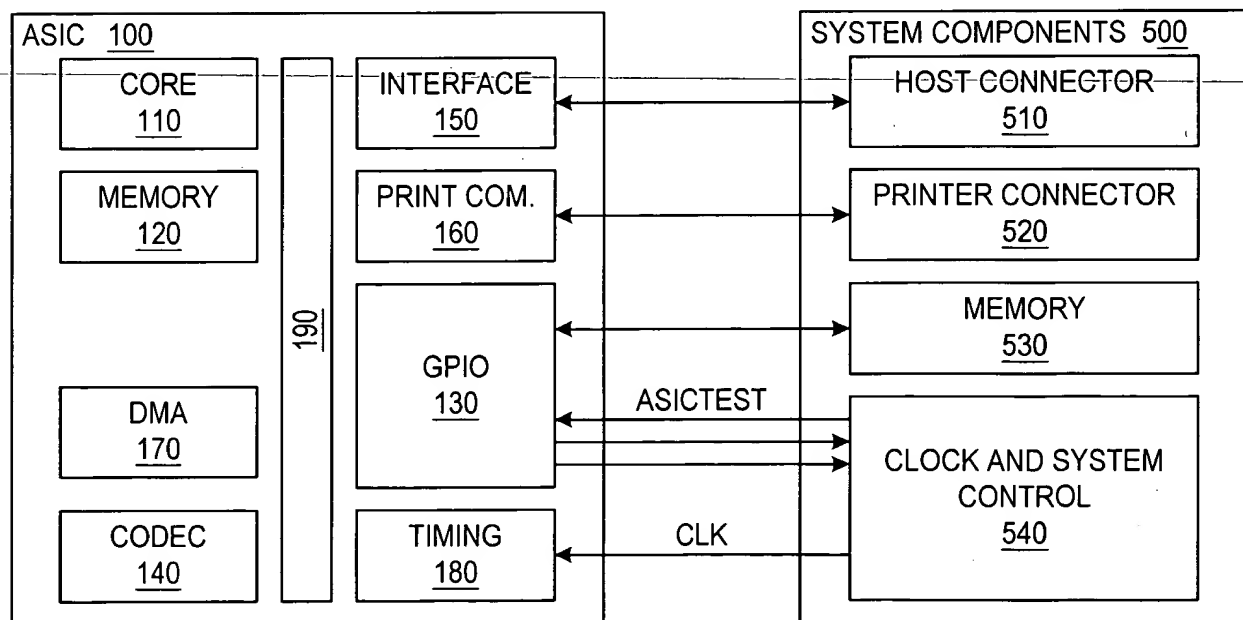 ASIC 100
CORE
110
MEMORY
120
DMA
170
CODEC
140
190
INTERFACE
150
PRINT COM.
160
GPIO
130
TIMING
180
ASICTEST
CLK
SYSTEM COMPONENTS 500
HOST CONNECTOR
510
PRINTER CONNECTOR
520
MEMORY
530
CLOCK AND SYSTEM
CONTROL
540